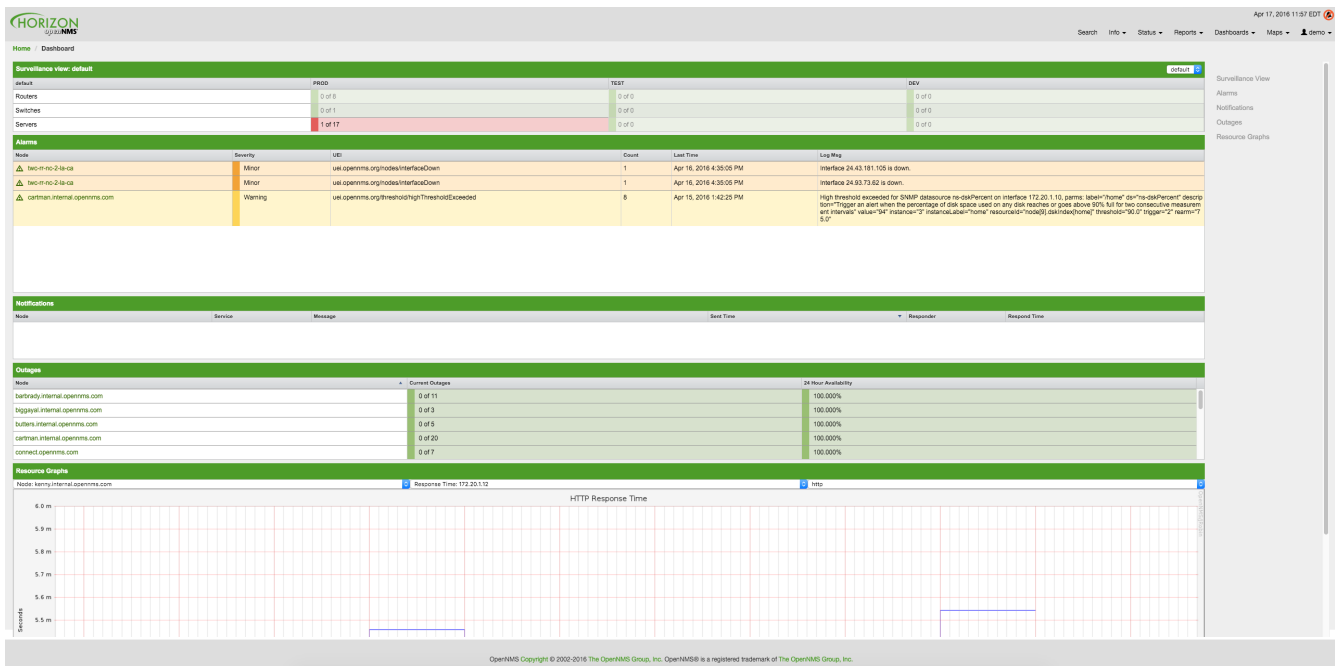 HORIZON
openNMS
Apr 17, 2016 11:57 EDT
Search Info Status Reports Dashboards Maps demo
Home / Dashboard
Surveillance view: default default
default PROD TEST DEV
Routers 0 of 8 0 of 0 0 of 0
Switches 0 of 1 0 of 0 0 of 0
Servers 1 of 17 0 of 0 0 of 0
Surveillance View
Alarms
Notifications
Outages
Resource Graphs
Alarms
Node Severity UEI Count Last Time Log Msg
twc-rr-nc-2-la-ca Minor uei.opennms.org/nodes/interfaceDown 1 Apr 16, 2016 4:35:05 PM Interface 24.43.181.105 is down.
twc-rr-nc-2-la-ca Minor uei.opennms.org/nodes/interfaceDown 1 Apr 16, 2016 4:35:05 PM Interface 24.93.73.62 is down.
cartman.internal.opennms.com Warning uei.opennms.org/threshold/highThresholdExceeded 8 Apr 15, 2016 1:42:25 PM High threshold exceeded for SNMP datasource ns-dskPercent on interface 172.20.1.10, parms: label="/home" ds="ns-dskPercent" descrip
tion="Trigger an alert when the percentage of disk space used on any disk reaches or goes above 90% full for two consecutive measurem
ent intervals" value="94" instance="3" instanceLabel="home" resourceId="node[9].dskIndex[home]" threshold="90.0" trigger="2" rearm="7
5.0"
Notifications
Node Service Message Sent Time Responder Respond Time
Outages
Node Current Outages 24 Hour Availability
barbrady.internal.opennms.com 0 of 11 100.000%
biggayal.internal.opennms.com 0 of 3 100.000%
butters.internal.opennms.com 0 of 5 100.000%
cartman.internal.opennms.com 0 of 20 100.000%
connect.opennms.com 0 of 7 100.000%
Resource Graphs
Node: kenny.internal.opennms.com Response Time: 172.20.1.12 http
HTTP Response Time
6.0 m
5.9 m
5.8 m
5.7 m
5.6 m
5.5 m
Seconds
OpenNMS Copyright © 2002-2016 The OpenNMS Group, Inc. OpenNMS® is a registered trademark of The OpenNMS Group, Inc.